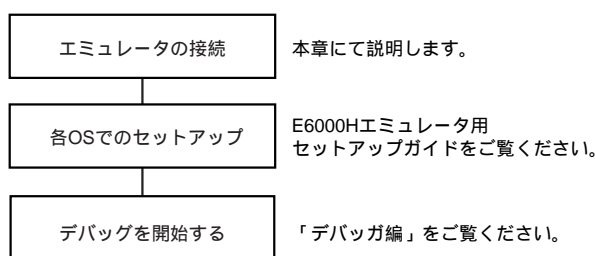 エミュレータの接続
本章にて説明します。
各OSでのセットアップ
E6000Hエミュレータ用
セットアップガイドをご覧ください。
デバッグを開始する
「デバッガ編」をご覧ください。